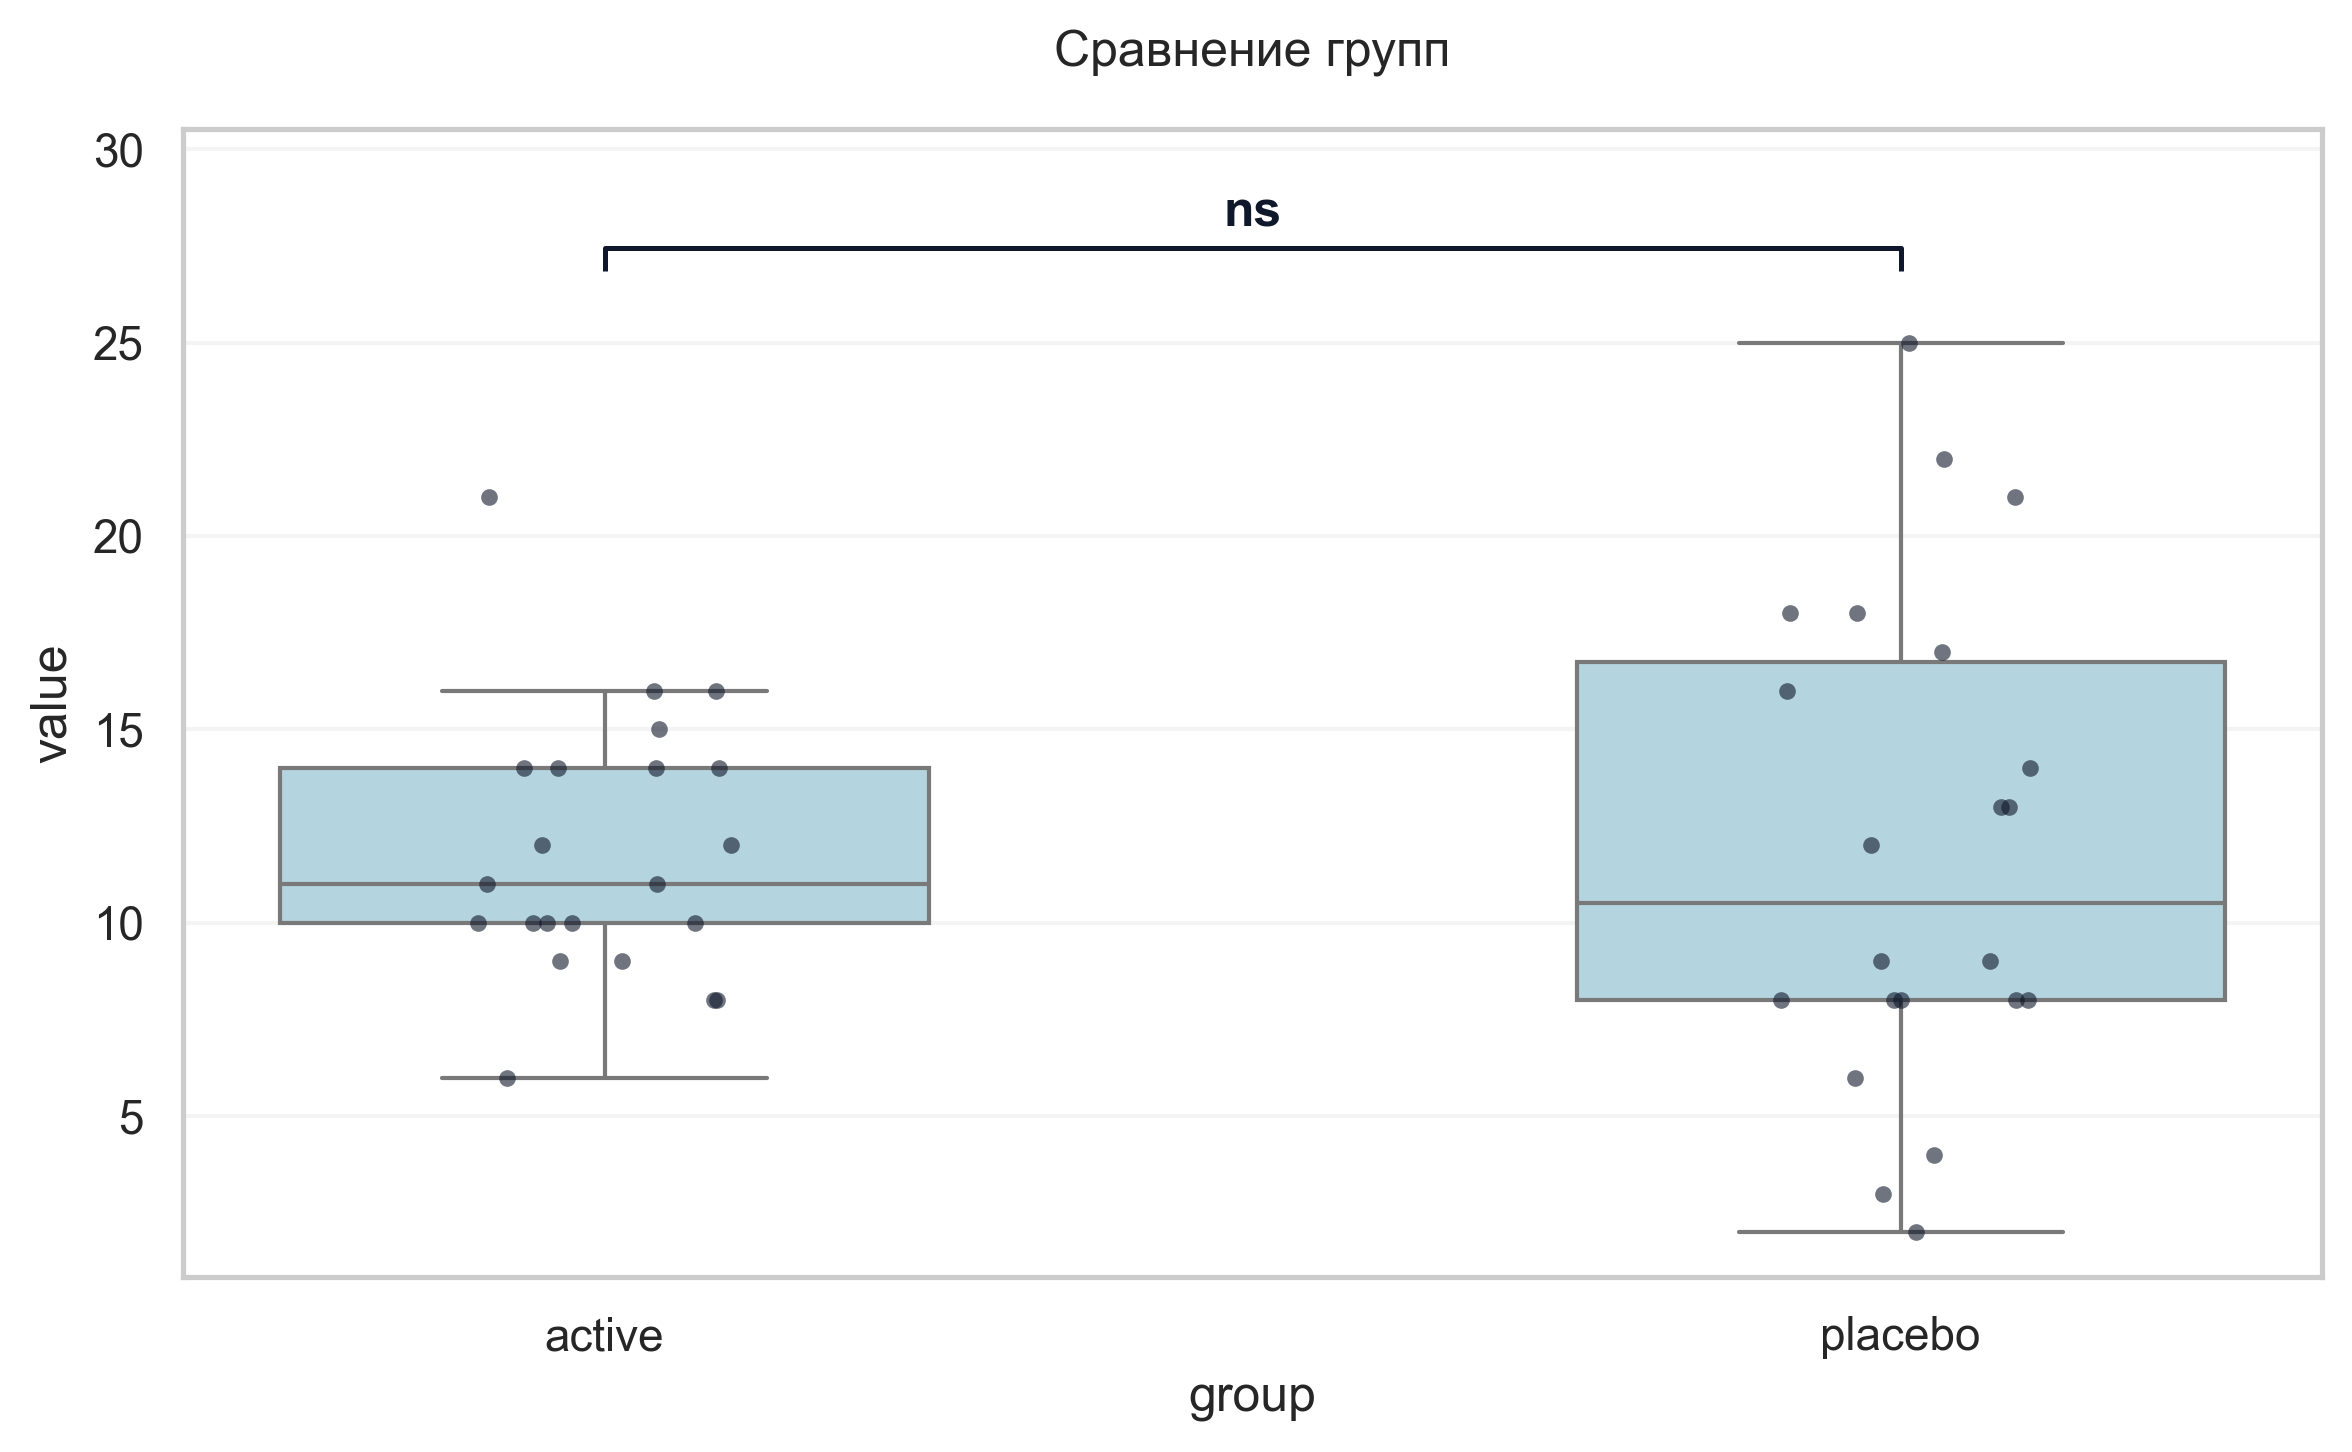 Сравнение групп
30
ns
25
20
15
10
5
value
active
placebo
group